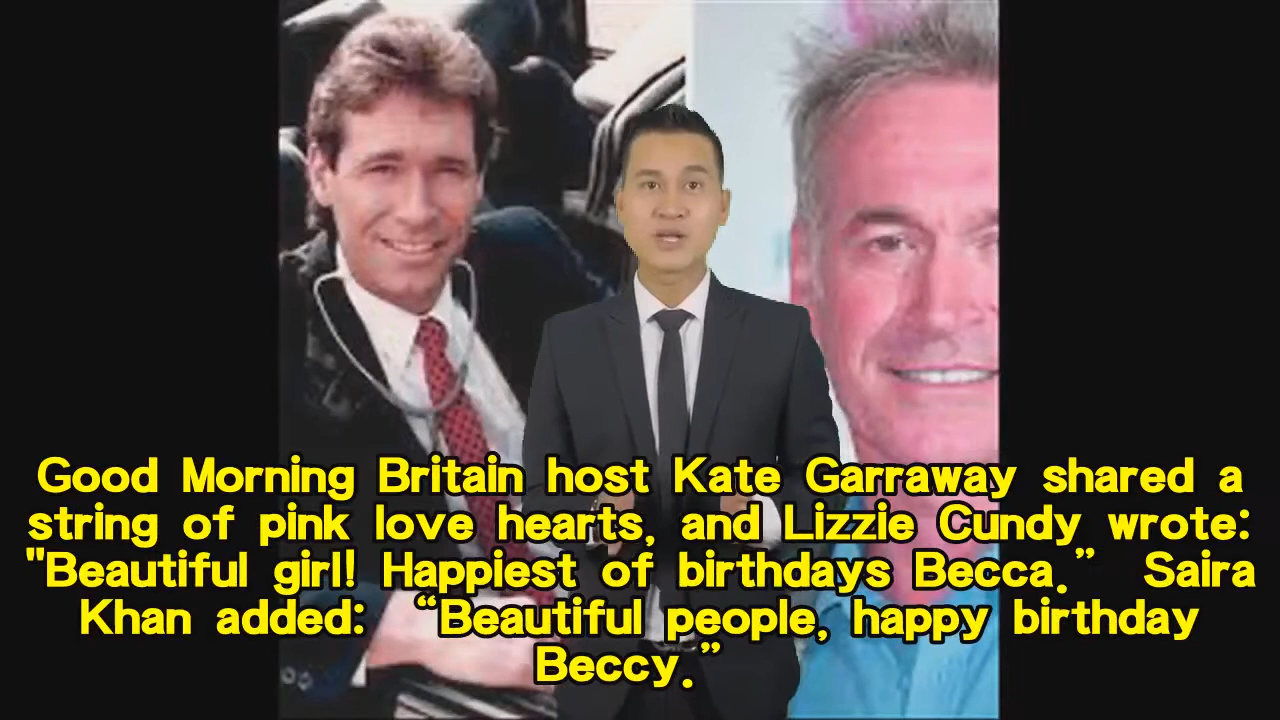 Good Morning Britain host Kate Garraway shared a
string of pink love hearts, and Lizzie Cundy wrote:
"Beautiful girl! Happiest of birthdays Becca.” Saira
Khan added: “Beautiful people, happy birthday
Beccy.”